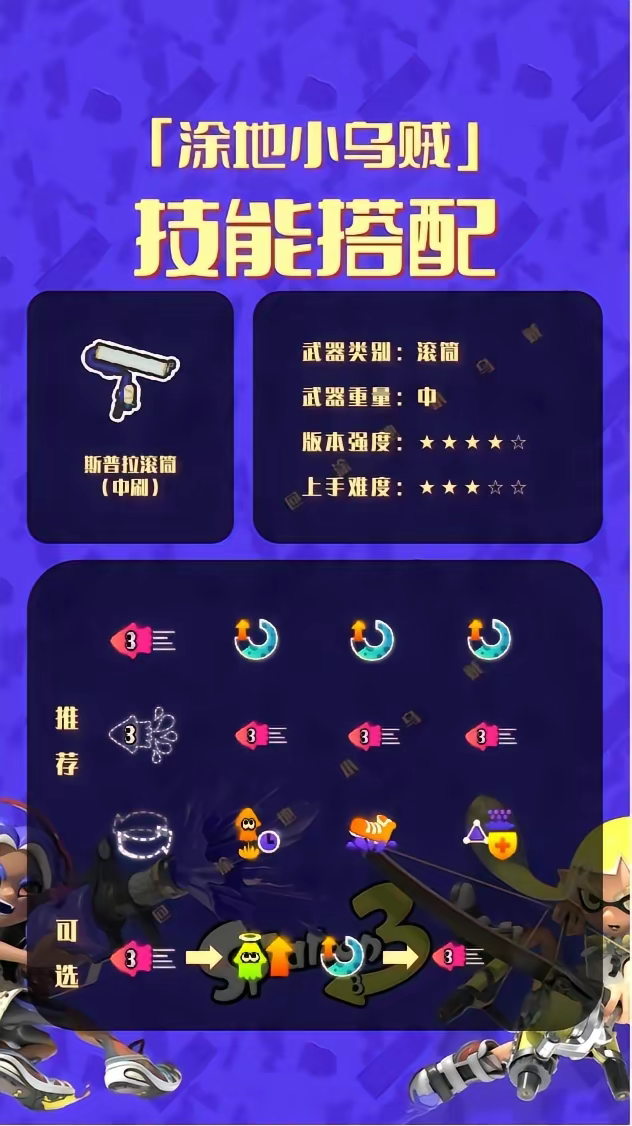 「涂地小乌贼」
技能搭配
斯普拉滚筒
（中刷）
武器类别：滚筒
武器重量：中
版本强度：★★★★☆
上手难度：★★★☆☆
推荐
可选
Splatoon 3